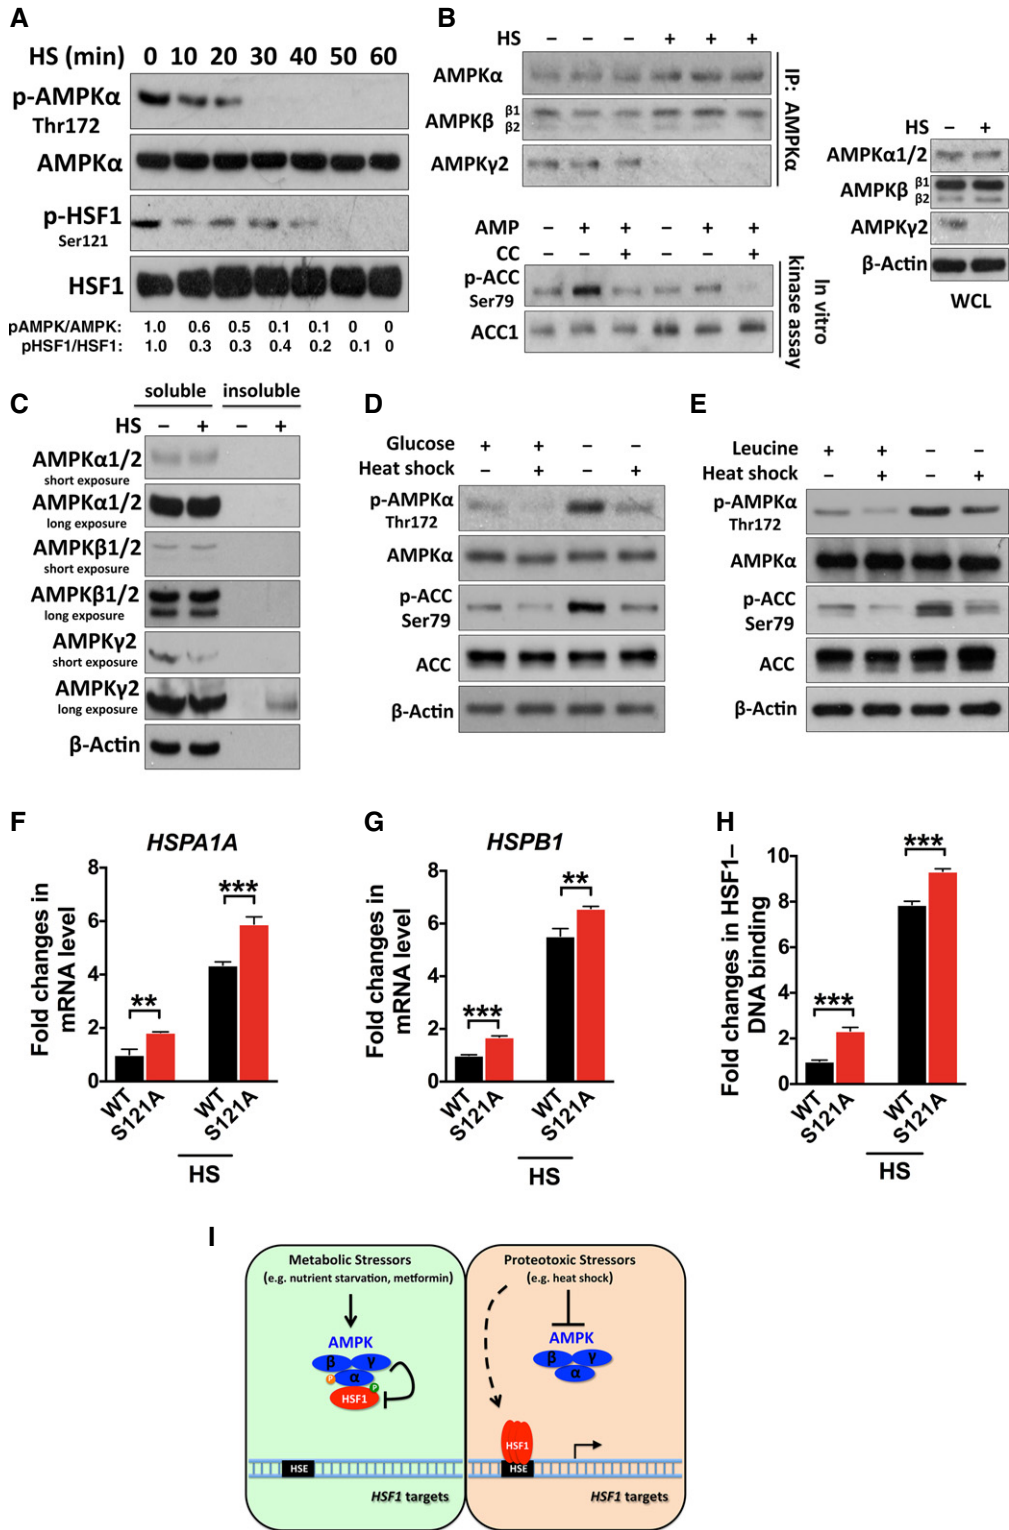 A
HS (min) 0 10 20 30 40 50 60
p-AMPKα
Thr172
AMPKα
p-HSF1
Ser121
HSF1
pAMPK/AMPK: 1.0 0.6 0.5 0.1 0.1 0 0
pHSF1/HSF1: 1.0 0.3 0.3 0.4 0.2 0.1 0
B
HS – – – + + +
AMPKα
AMPKβ β1
β2
AMPKγ2
IP: AMPKα
AMP – + + – + +
CC – – + – – +
p-ACC
Ser79
ACC1
In vitro
kinase assay
HS – +
AMPKα1/2
AMPKβ β1
β2
AMPKγ2
β-Actin
WCL
C
soluble insoluble
HS – + – +
AMPKα1/2
short exposure
AMPKα1/2
long exposure
AMPKβ1/2
short exposure
AMPKβ1/2
long exposure
AMPKγ2
short exposure
AMPKγ2
long exposure
β-Actin
D
Glucose + + – –
Heat shock – + – +
p-AMPKα
Thr172
AMPKα
p-ACC
Ser79
ACC
β-Actin
E
Leucine + + – –
Heat shock – + – +
p-AMPKα
Thr172
AMPKα
p-ACC
Ser79
ACC
β-Actin
F
HSPA1A
Fold changes in
mRNA level
8
6
4
2
0
**
***
WT
S121A
WT
S121A
HS
G
HSPB1
Fold changes in
mRNA level
8
6
4
2
0
***
**
WT
S121A
WT
S121A
HS
H
Fold changes in HSF1–
DNA binding
10
8
6
4
2
0
***
***
WT
S121A
WT
S121A
HS
I
Metabolic Stressors
(e.g. nutrient starvation, metformin)
AMPK
β γ
α
P
P
HSF1
HSE
HSF1 targets
Proteotoxic Stressors
(e.g. heat shock)
AMPK
β γ
α
HSF1
HSE
HSF1 targets